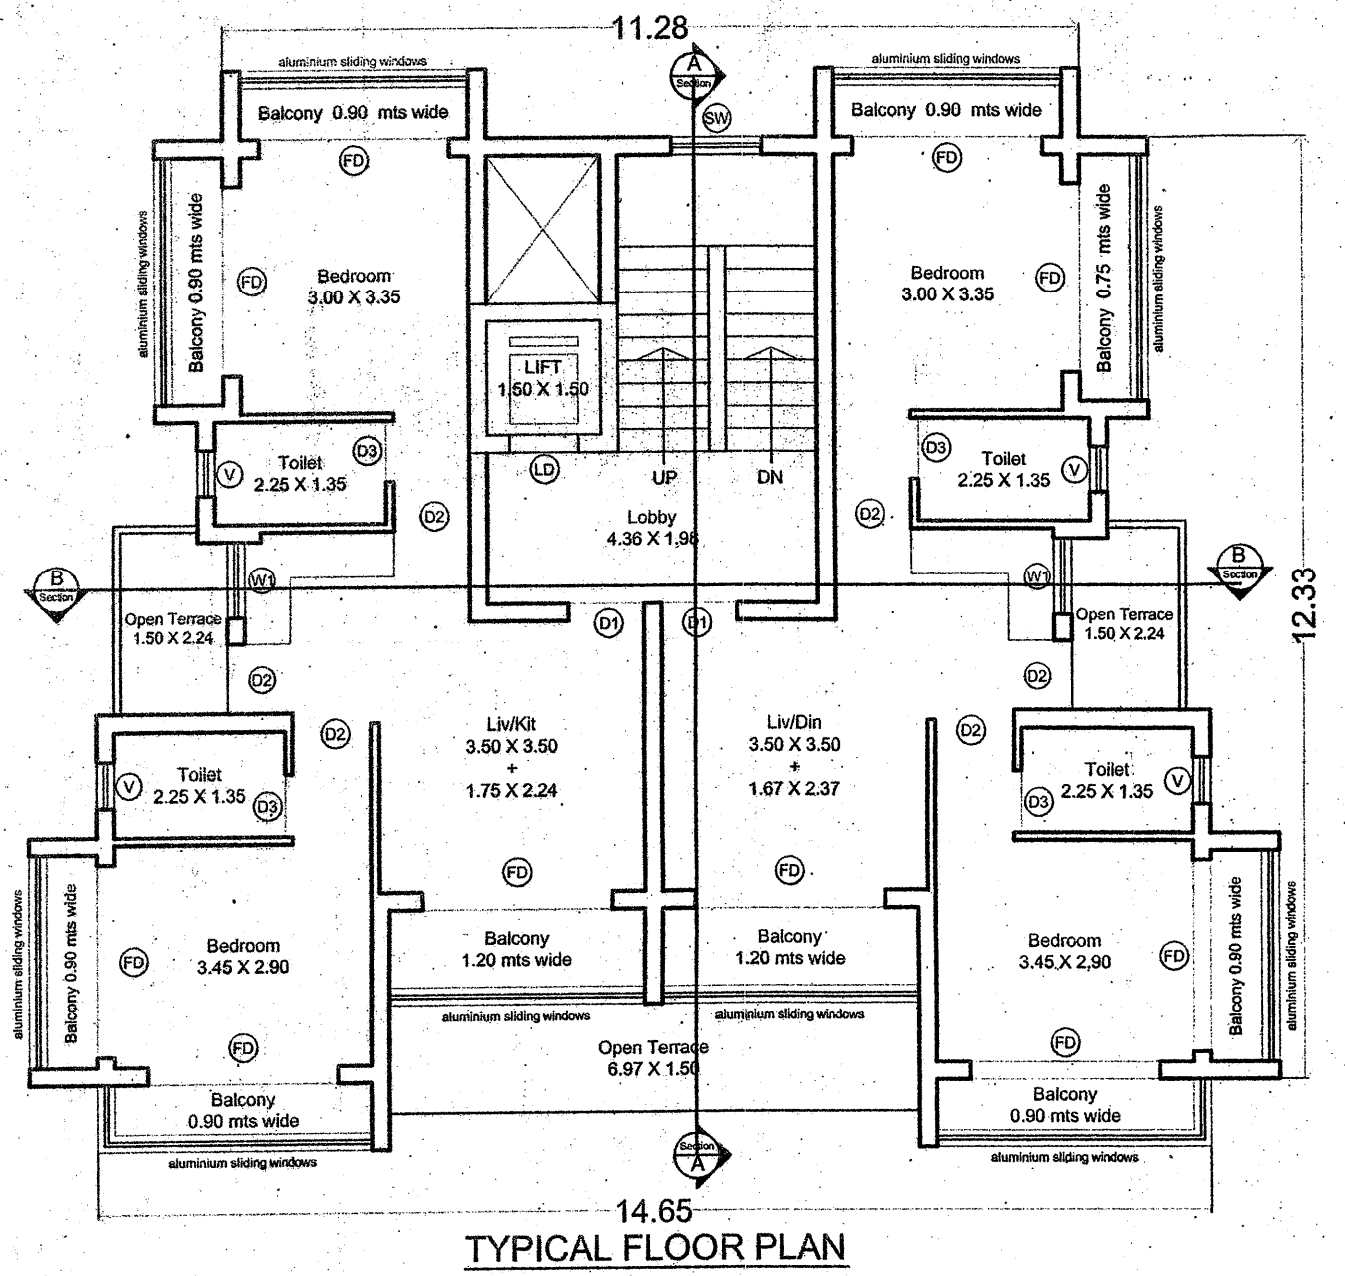 11.28
aluminium sliding windows
A
Section
aluminium sliding windows
Balcony 0.90 mts wide
SW
Balcony 0.90 mts wide
FD
FD
aluminium sliding windows
Balcony 0.90 mts wide
FD
Bedroom
3.00 X 3.35
Bedroom
3.00 X 3.35
FD
Balcony 0.75 mts wide
aluminium sliding windows
LIFT
1.50 X 1.50
V
Toilet
2.25 X 1.35
D3
LD
UP
DN
D3
Toilet
2.25 X 1.35
V
D2
Lobby
4.36 X 1.98
D2
B
Section
W1
W1
B
Section
12.33
Open Terrace
1.50 X 2.24
D1
D1
Open Terrace
1.50 X 2.24
D2
D2
D2
Liv/Kit
3.50 X 3.50
+
1.75 X 2.24
Liv/Din
3.50 X 3.50
+
1.67 X 2.37
D2
V
Toilet
2.25 X 1.35
D3
D3
Toilet
2.25 X 1.35
V
FD
FD
aluminium sliding windows
Balcony 0.90 mts wide
FD
Bedroom
3.45 X 2.90
Balcony
1.20 mts wide
Balcony
1.20 mts wide
Bedroom
3.45 X 2.90
FD
Balcony 0.90 mts wide
aluminium sliding windows
aluminium sliding windows
aluminium sliding windows
FD
Open Terrace
6.97 X 1.50
FD
Balcony
0.90 mts wide
Balcony
0.90 mts wide
aluminium sliding windows
Section
A
aluminium sliding windows
14.65
TYPICAL FLOOR PLAN